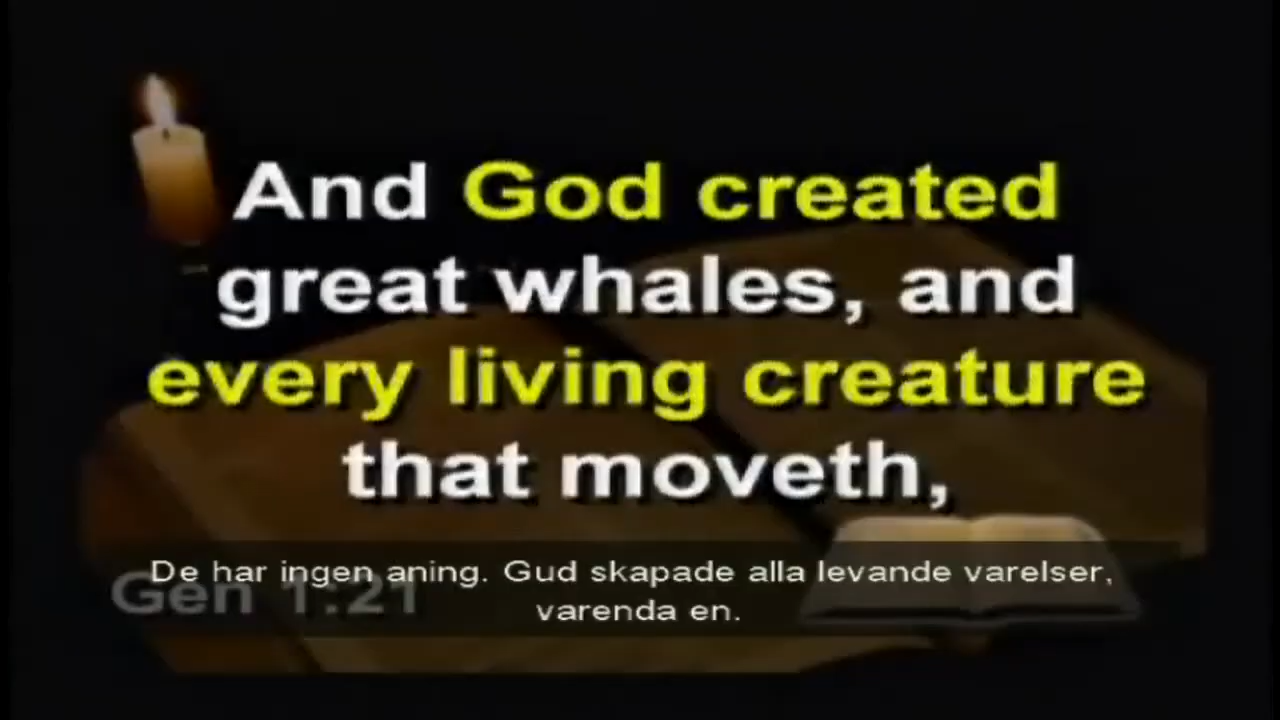 And God created
great whales, and
every living creature
that moveth,
De har ingen aning. Gud skapade alla levande varelser,
varenda en.
Gen 1:21